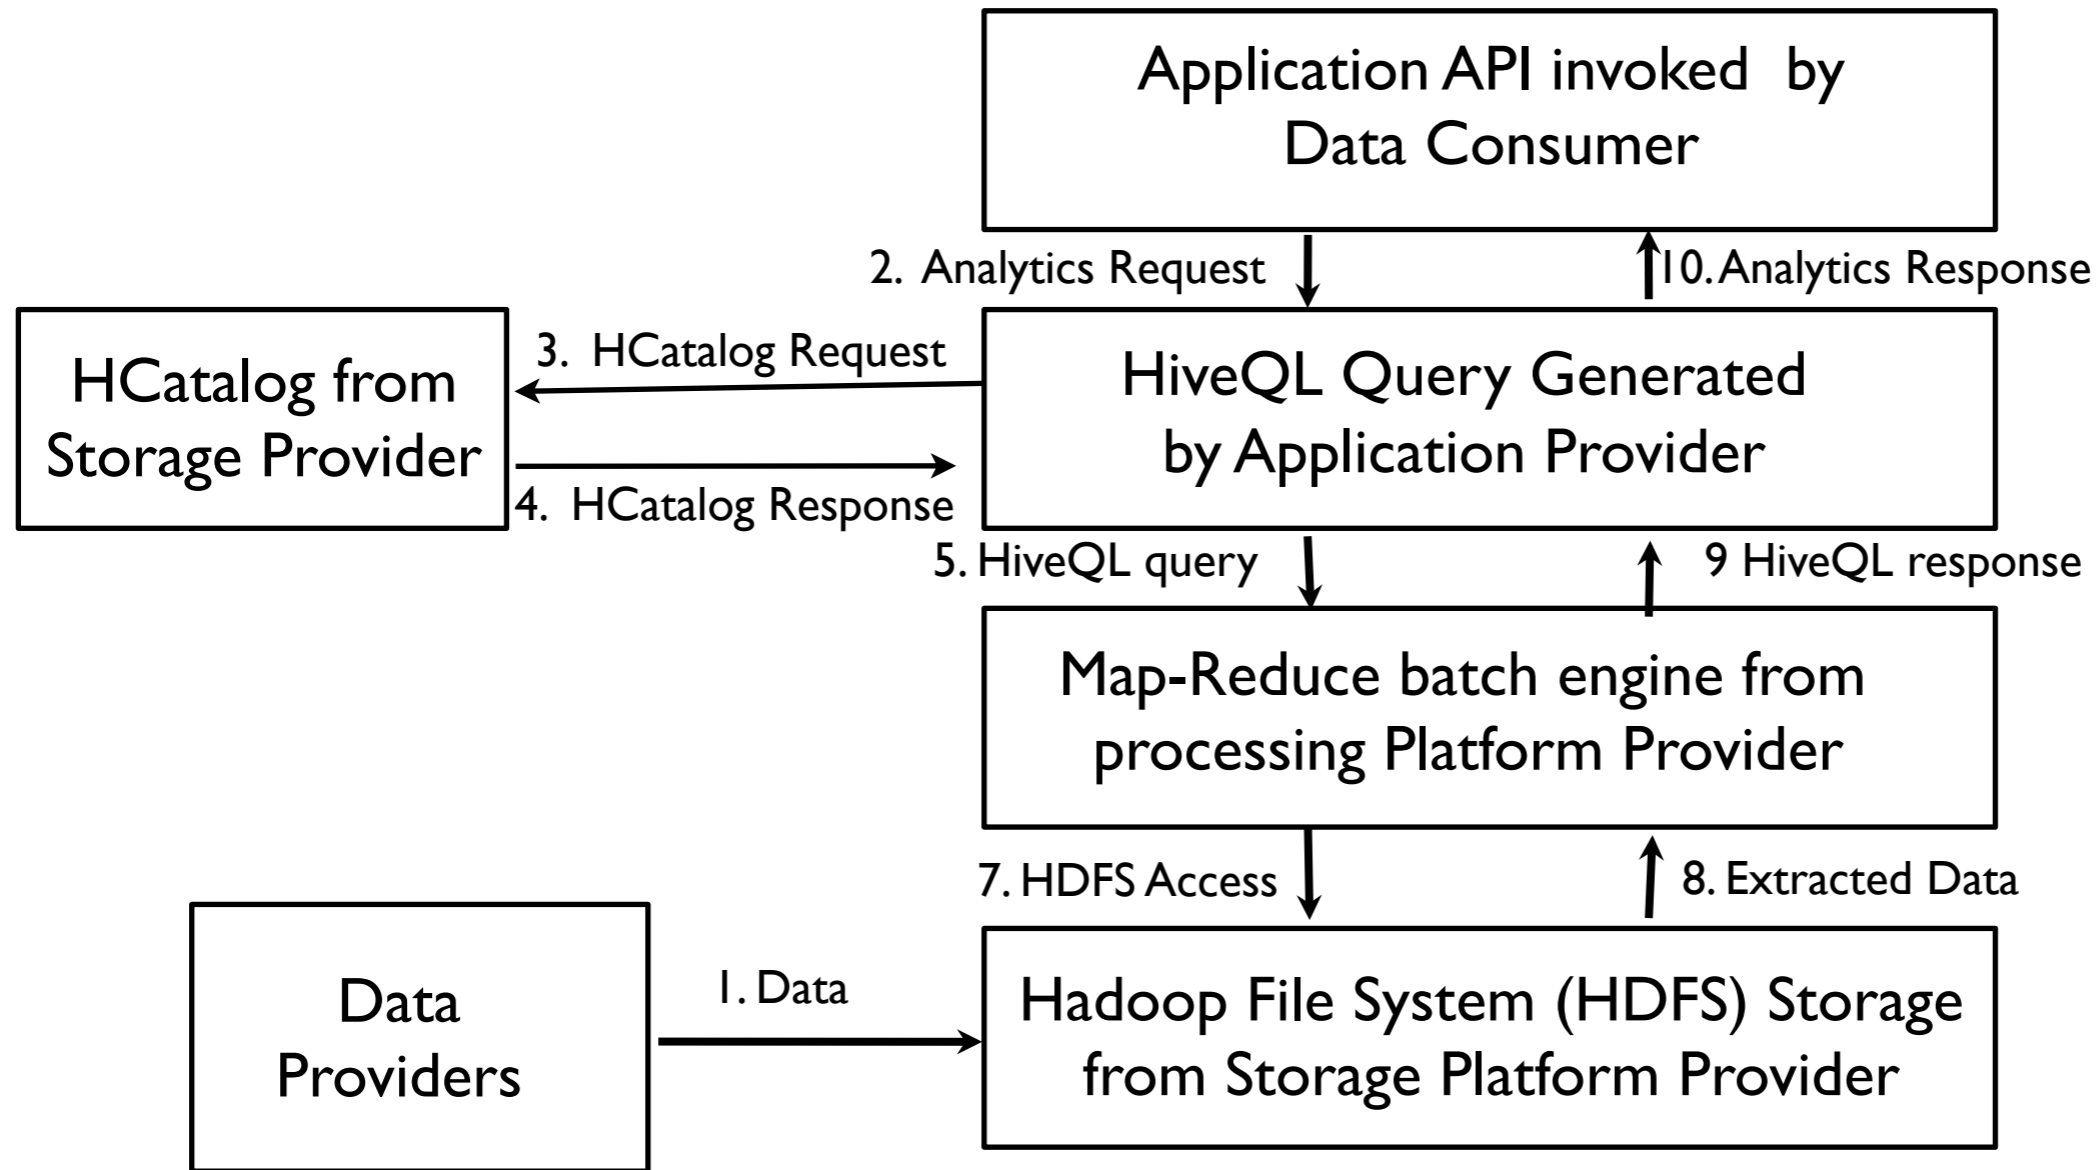 Application API invoked by
Data Consumer
2. Analytics Request
10. Analytics Response
HCatalog from
Storage Provider
3. HCatalog Request
4. HCatalog Response
HiveQL Query Generated
by Application Provider
5. HiveQL query
9 HiveQL response
Map-Reduce batch engine from
processing Platform Provider
7. HDFS Access
8. Extracted Data
Data
Providers
1. Data
Hadoop File System (HDFS) Storage
from Storage Platform Provider